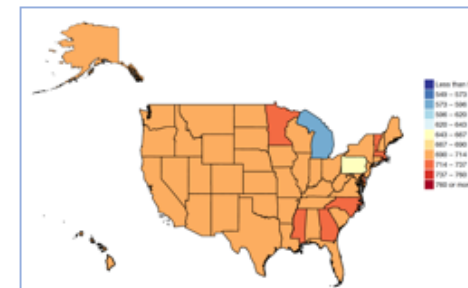 Less than
549 – 573
573 – 596
596 – 620
620 – 643
643 – 667
667 – 690
690 – 714
714 – 737
737 – 760
760 or mor